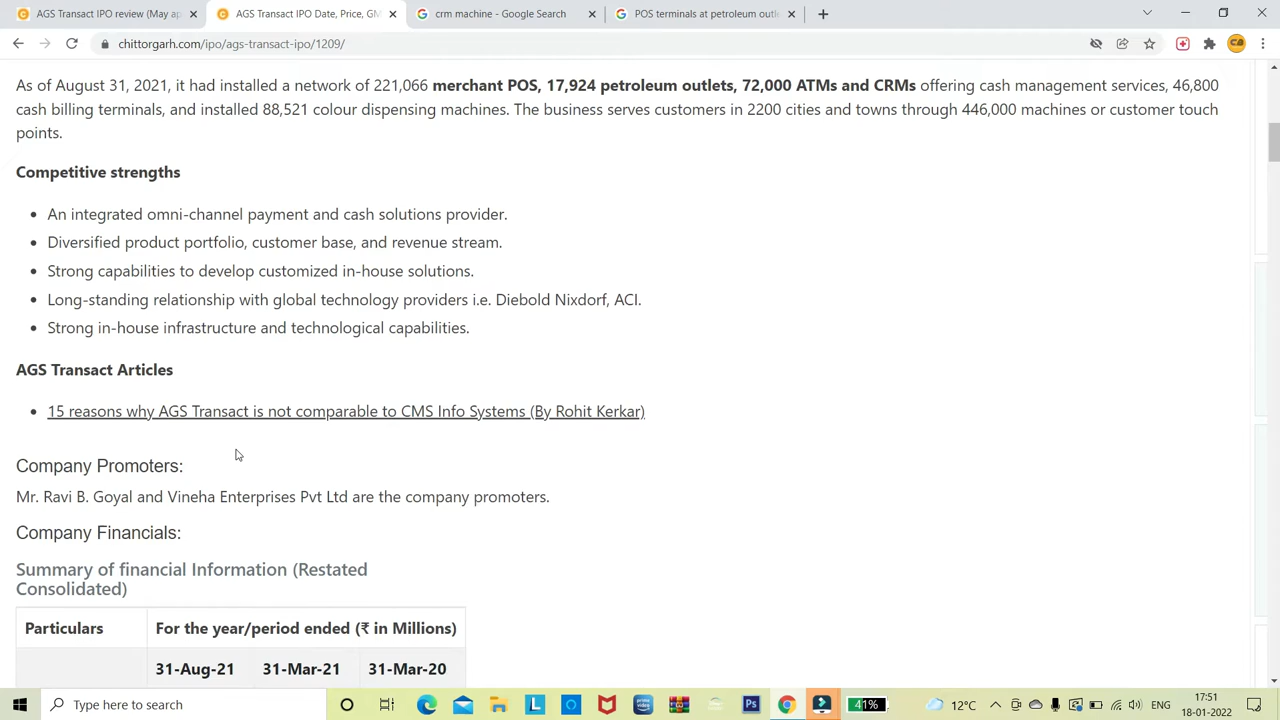 AGS Transact IPO review (May ap
AGS Transact IPO Date, Price, GM
crm machine - Google Search
POS terminals at petroleum outle
chittorgarh.com/ipo/ags-transact-ipo/1209/
As of August 31, 2021, it had installed a network of 221,066 merchant POS, 17,924 petroleum outlets, 72,000 ATMs and CRMs offering cash management services, 46,800
cash billing terminals, and installed 88,521 colour dispensing machines. The business serves customers in 2200 cities and towns through 446,000 machines or customer touch
points.
Competitive strengths
• An integrated omni-channel payment and cash solutions provider.
• Diversified product portfolio, customer base, and revenue stream.
• Strong capabilities to develop customized in-house solutions.
• Long-standing relationship with global technology providers i.e. Diebold Nixdorf, ACI.
• Strong in-house infrastructure and technological capabilities.
AGS Transact Articles
• 15 reasons why AGS Transact is not comparable to CMS Info Systems (By Rohit Kerkar)
Company Promoters:
Mr. Ravi B. Goyal and Vineha Enterprises Pvt Ltd are the company promoters.
Company Financials:
Summary of financial Information (Restated
Consolidated)
Particulars For the year/period ended (₹ in Millions)
31-Aug-21 31-Mar-21 31-Mar-20
Type here to search
41%
12°C
ENG
17:51
18-01-2022